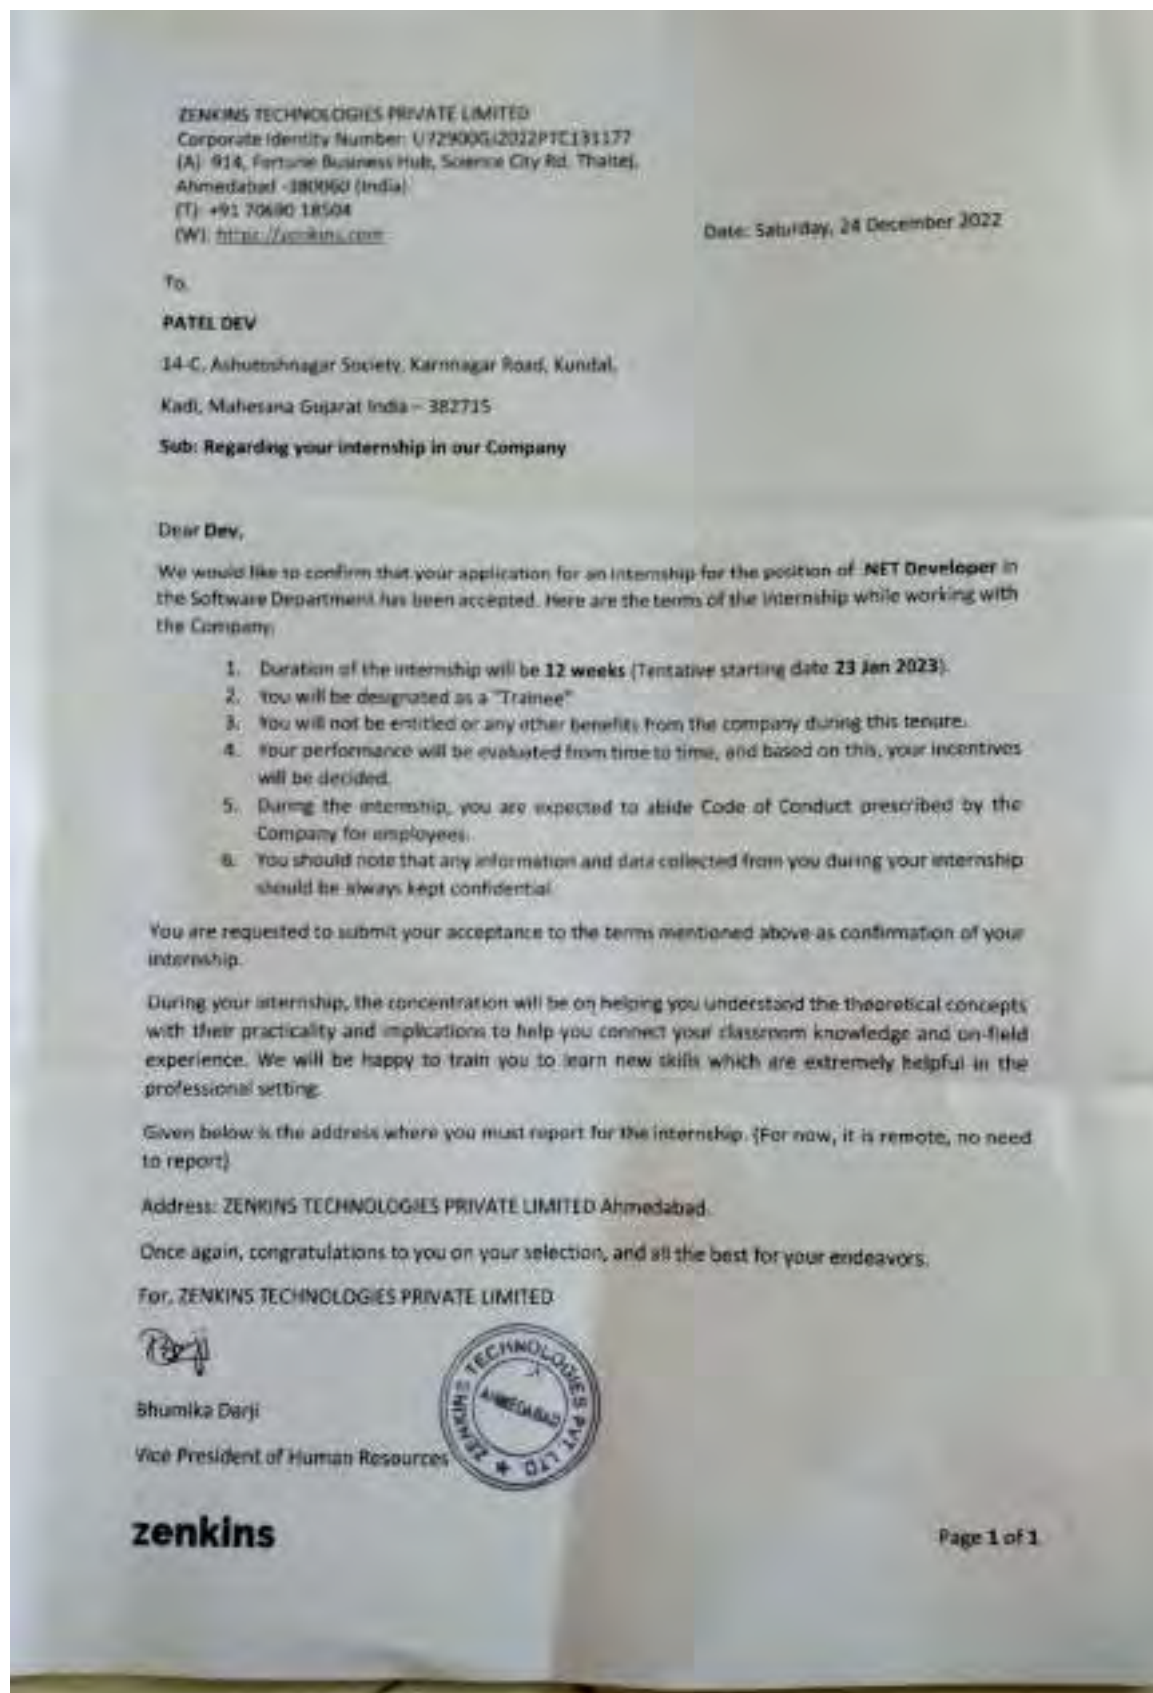 ZENKINS TECHNOLOGIES PRIVATE LIMITED
Corporate Identity Number: U72900GJ2022PTC131177
(A): 914, Fortune Business Hub, Science City Rd. Thaltej,
Ahmedabad -380060 (India)
(T): +91 70690 18504
(W): https://zenkins.com
Date: Saturday, 24 December 2022
To,
PATEL DEV
14-C, Ashutoshnagar Society, Karnnagar Road, Kundal,
Kadi, Mahesana Gujarat India – 382715
Sub: Regarding your internship in our Company
Dear Dev,
We would like to confirm that your application for an internship for the position of .NET Developer in
the Software Department has been accepted. Here are the terms of the internship while working with
the Company:
1. Duration of the internship will be 12 weeks (Tentative starting date 23 Jan 2023).
2. You will be designated as a "Trainee"
3. You will not be entitled or any other benefits from the company during this tenure.
4. Your performance will be evaluated from time to time, and based on this, your incentives
will be decided.
5. During the internship, you are expected to abide Code of Conduct prescribed by the
Company for employees.
6. You should note that any information and data collected from you during your internship
should be always kept confidential
You are requested to submit your acceptance to the terms mentioned above as confirmation of your
internship.
During your internship, the concentration will be on helping you understand the theoretical concepts
with their practicality and implications to help you connect your classroom knowledge and on-field
experience. We will be happy to train you to learn new skills which are extremely helpful in the
professional setting.
Given below is the address where you must report for the internship. (For now, it is remote, no need
to report)
Address: ZENKINS TECHNOLOGIES PRIVATE LIMITED Ahmedabad.
Once again, congratulations to you on your selection, and all the best for your endeavors.
For, ZENKINS TECHNOLOGIES PRIVATE LIMITED
Bhumika Darji
Vice President of Human Resources
ZENKINS TECHNOLOGIES PVT. LTD.
AHMEDABAD
zenkins
Page 1 of 1